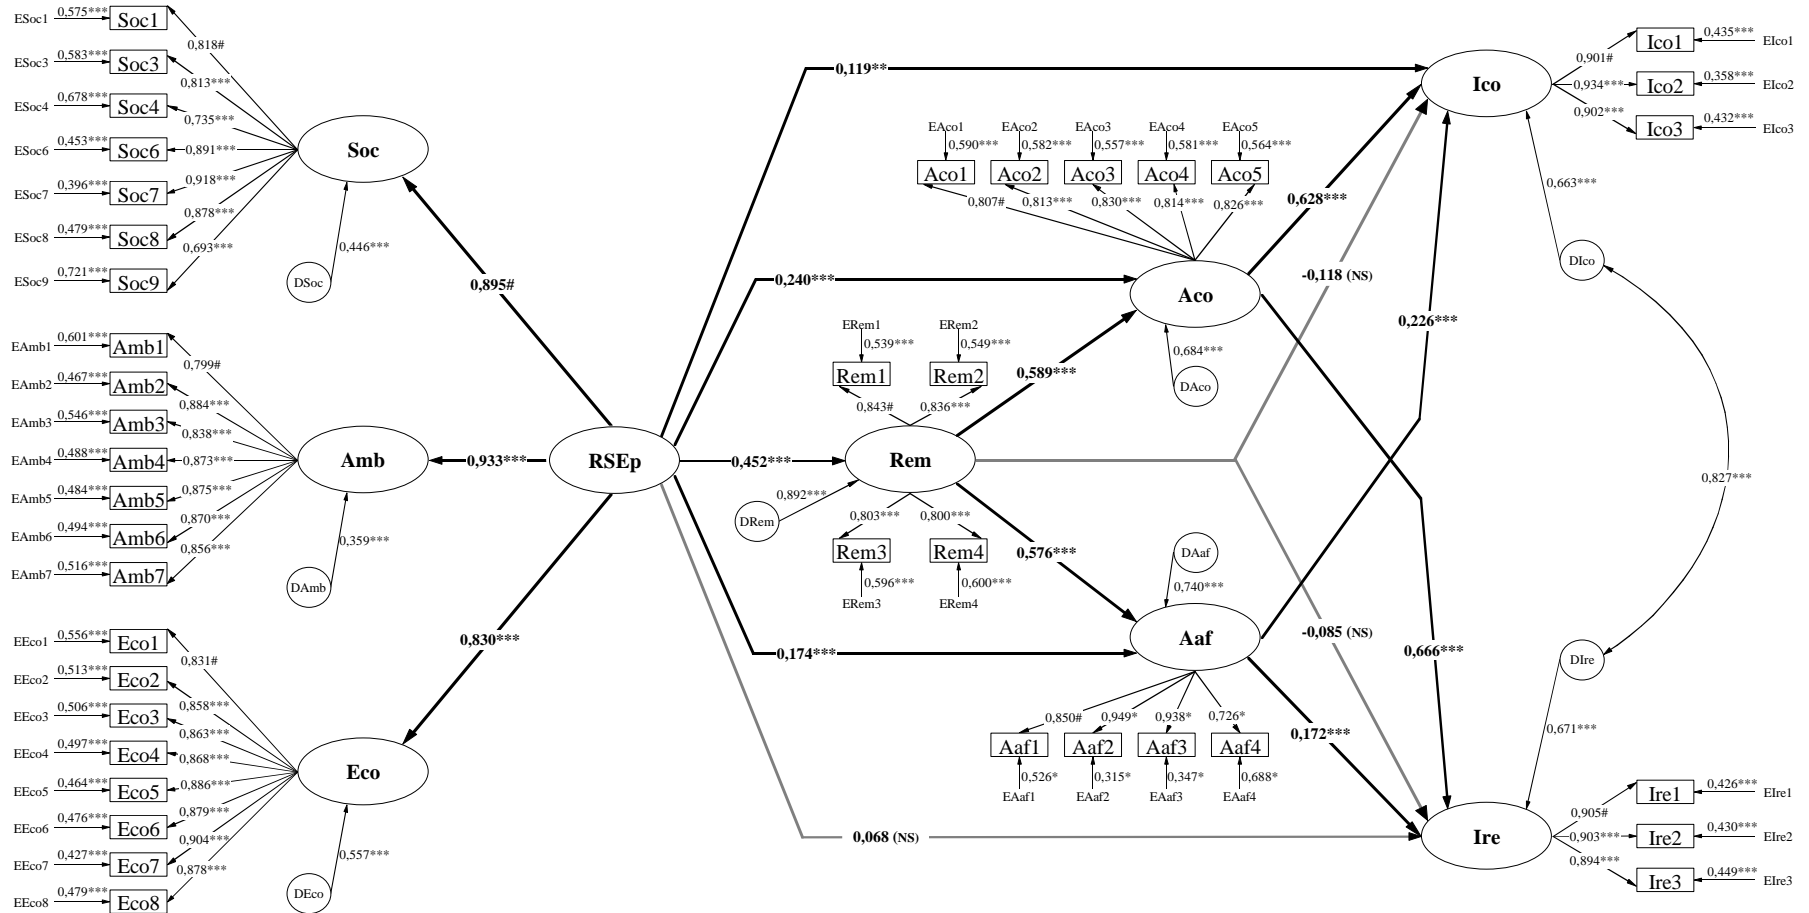 ESoc1 0,575*** Soc1
0,818#
ESoc3 0,583*** Soc3
0,813***
ESoc4 0,678*** Soc4
0,735***
ESoc6 0,453*** Soc6 0,891***
ESoc7 0,396*** Soc7 0,918***
ESoc8 0,479*** Soc8 0,878***
ESoc9 0,721*** Soc9 0,693***
Soc
0,446***
DSoc
0,895#
EAmb1 0,601*** Amb1
0,799#
EAmb2 0,467*** Amb2
0,884***
EAmb3 0,546*** Amb3
0,838***
EAmb4 0,488*** Amb4 0,873***
EAmb5 0,484*** Amb5 0,875***
EAmb6 0,494*** Amb6 0,870***
EAmb7 0,516*** Amb7 0,856***
Amb
0,359***
DAmb
0,933***
EEco1 0,556*** Eco1
0,831#
EEco2 0,513*** Eco2
0,858***
EEco3 0,506*** Eco3
0,863***
EEco4 0,497*** Eco4 0,868***
EEco5 0,464*** Eco5 0,886***
EEco6 0,476*** Eco6 0,879***
EEco7 0,427*** Eco7 0,904***
EEco8 0,479*** Eco8 0,878***
Eco
0,557***
DEco
0,830***
RSEp
0,119**
0,240***
0,452***
0,174***
0,068 (NS)
EAco1 EAco2 EAco3 EAco4 EAco5
0,590*** 0,582*** 0,557*** 0,581*** 0,564***
Aco1 Aco2 Aco3 Aco4 Aco5
0,807# 0,813*** 0,830*** 0,814*** 0,826***
Aco
0,684***
DAco
ERem1 ERem2
0,539*** 0,549***
Rem1 Rem2
0,843# 0,836***
Rem
0,892***
DRem
0,803*** 0,800***
Rem3 Rem4
0,596*** 0,600***
ERem3 ERem4
0,589***
0,576***
DAaf
0,740***
Aaf
0,850# 0,949* 0,938* 0,726*
Aaf1 Aaf2 Aaf3 Aaf4
0,526* 0,315* 0,347* 0,688*
EAaf1 EAaf2 EAaf3 EAaf4
0,628***
-0,118 (NS)
0,226***
-0,085 (NS)
0,666***
0,172***
Ico
0,901# Ico1 0,435*** EIco1
0,934*** Ico2 0,358*** EIco2
0,902*** Ico3 0,432*** EIco3
0,663***
DIco
0,827***
DIre
0,671***
Ire
0,905# Ire1 0,426*** EIre1
0,903*** Ire2 0,430*** EIre2
0,894*** Ire3 0,449*** EIre3